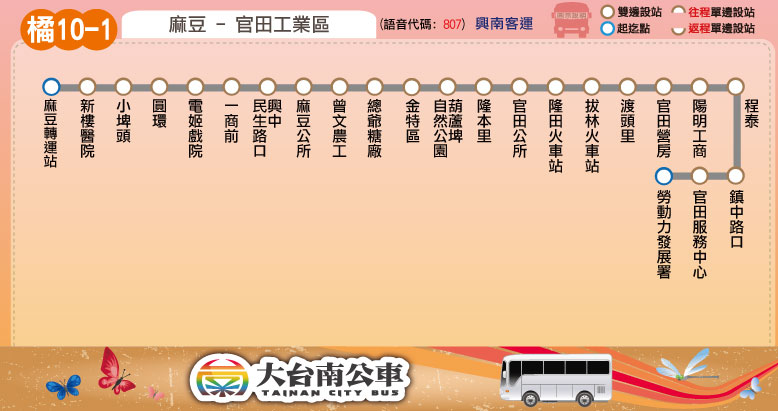 橘10-1
麻豆 - 官田工業區
(語音代碼: 807)
興南客運
雙邊設站
往程單邊設站
起迄點
返程單邊設站
麻豆轉運站
新樓醫院
小埤頭
圓環
電姬戲院
一商前
興中
民生路口
麻豆公所
曾文農工
總爺糖廠
金特區
葫蘆埤
自然公園
隆本里
官田公所
隆田火車站
拔林火車站
渡頭里
官田營房
陽明工商
程泰
鎮中路口
官田服務中心
勞動力發展署
大台南公車
TAINAN CITY BUS